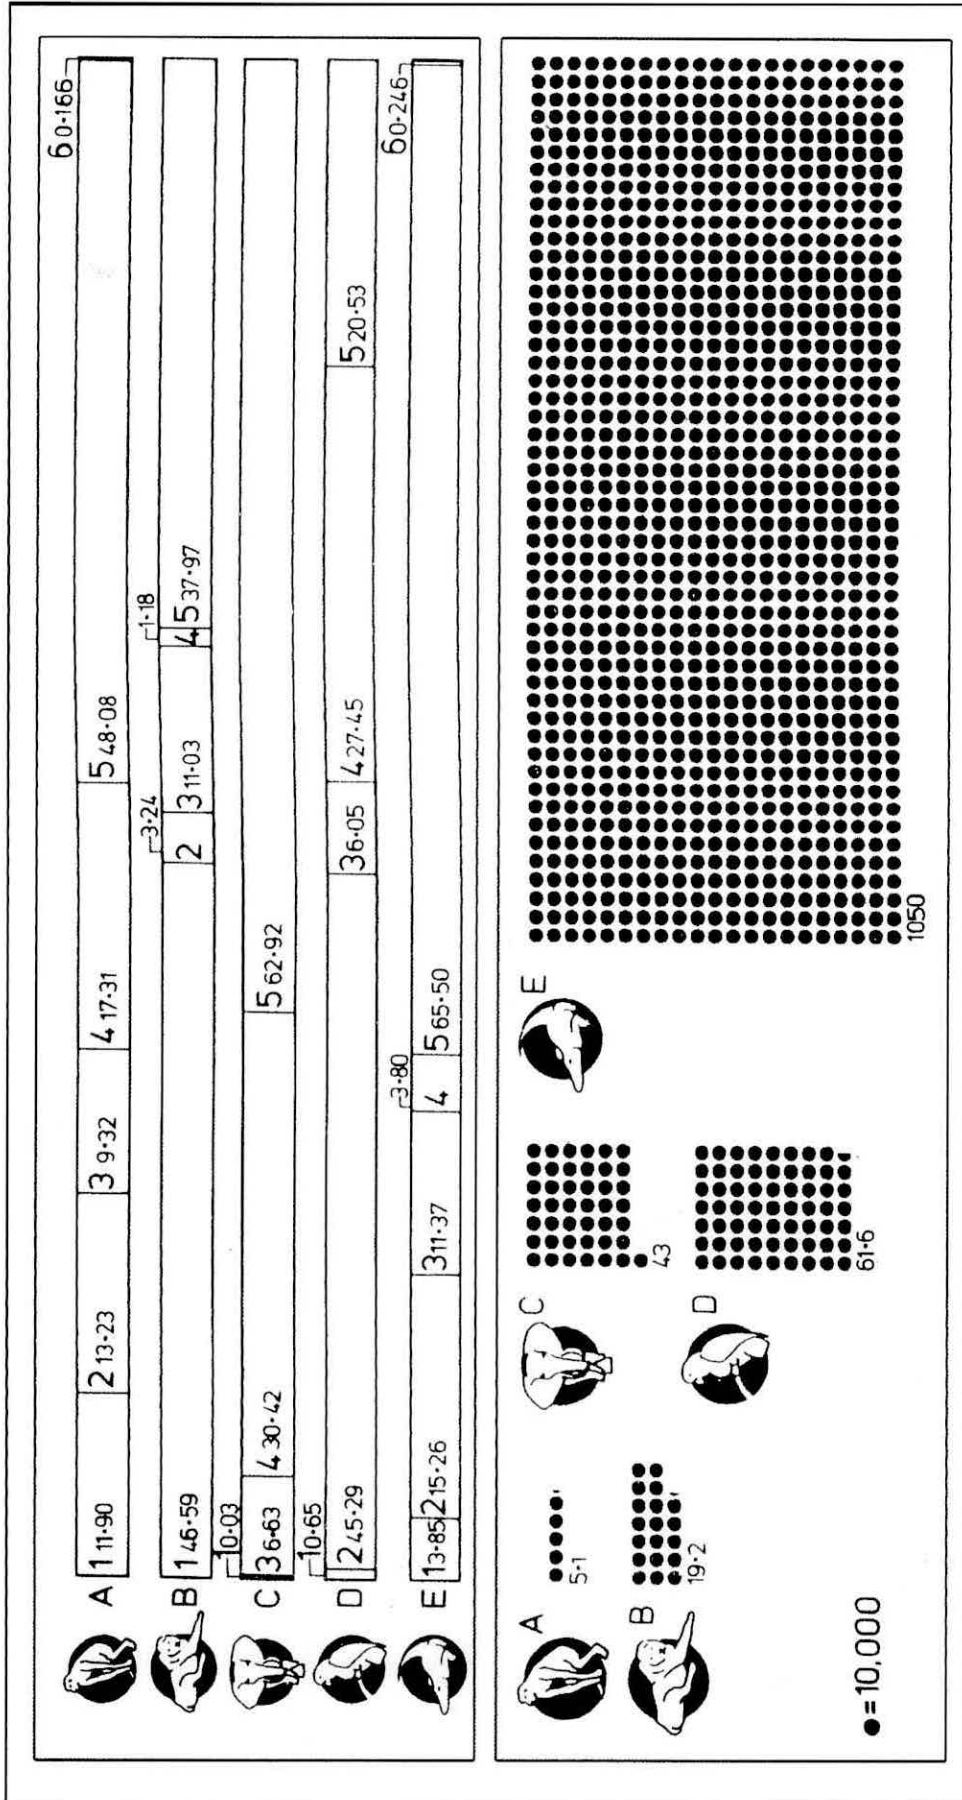 6 0·166
A 1 11·90 2 13·23 3 9·32 4 17·31 5 48·08
3·24 1·18
B 1 46·59 2 3 11·03 4 5 37·97
1 0·03
C 3 6·63 4 30·42 5 62·92
1 0·65
D 2 45·29 3 6·05 4 27·45 5 20·53
3·80 6 0·246
E 1 3·85 2 15·26 3 11·37 4 5 65·50
A
5·1
B
19·2
C
43
D
61·6
E
1050
●=10,000